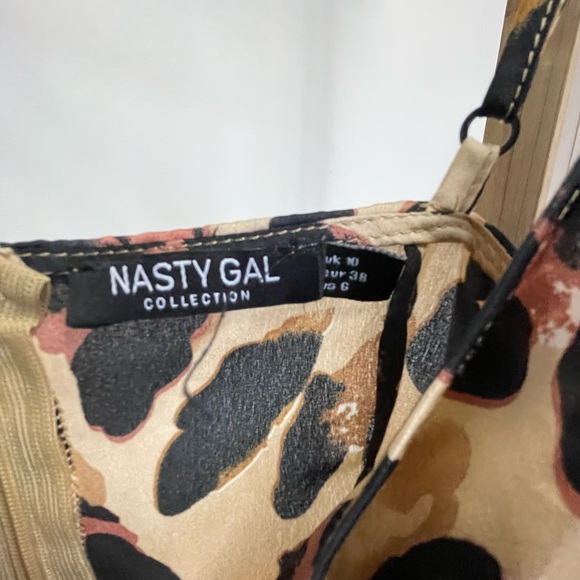 NASTY GAL
COLLECTION
uk 10
eur 38
us 6